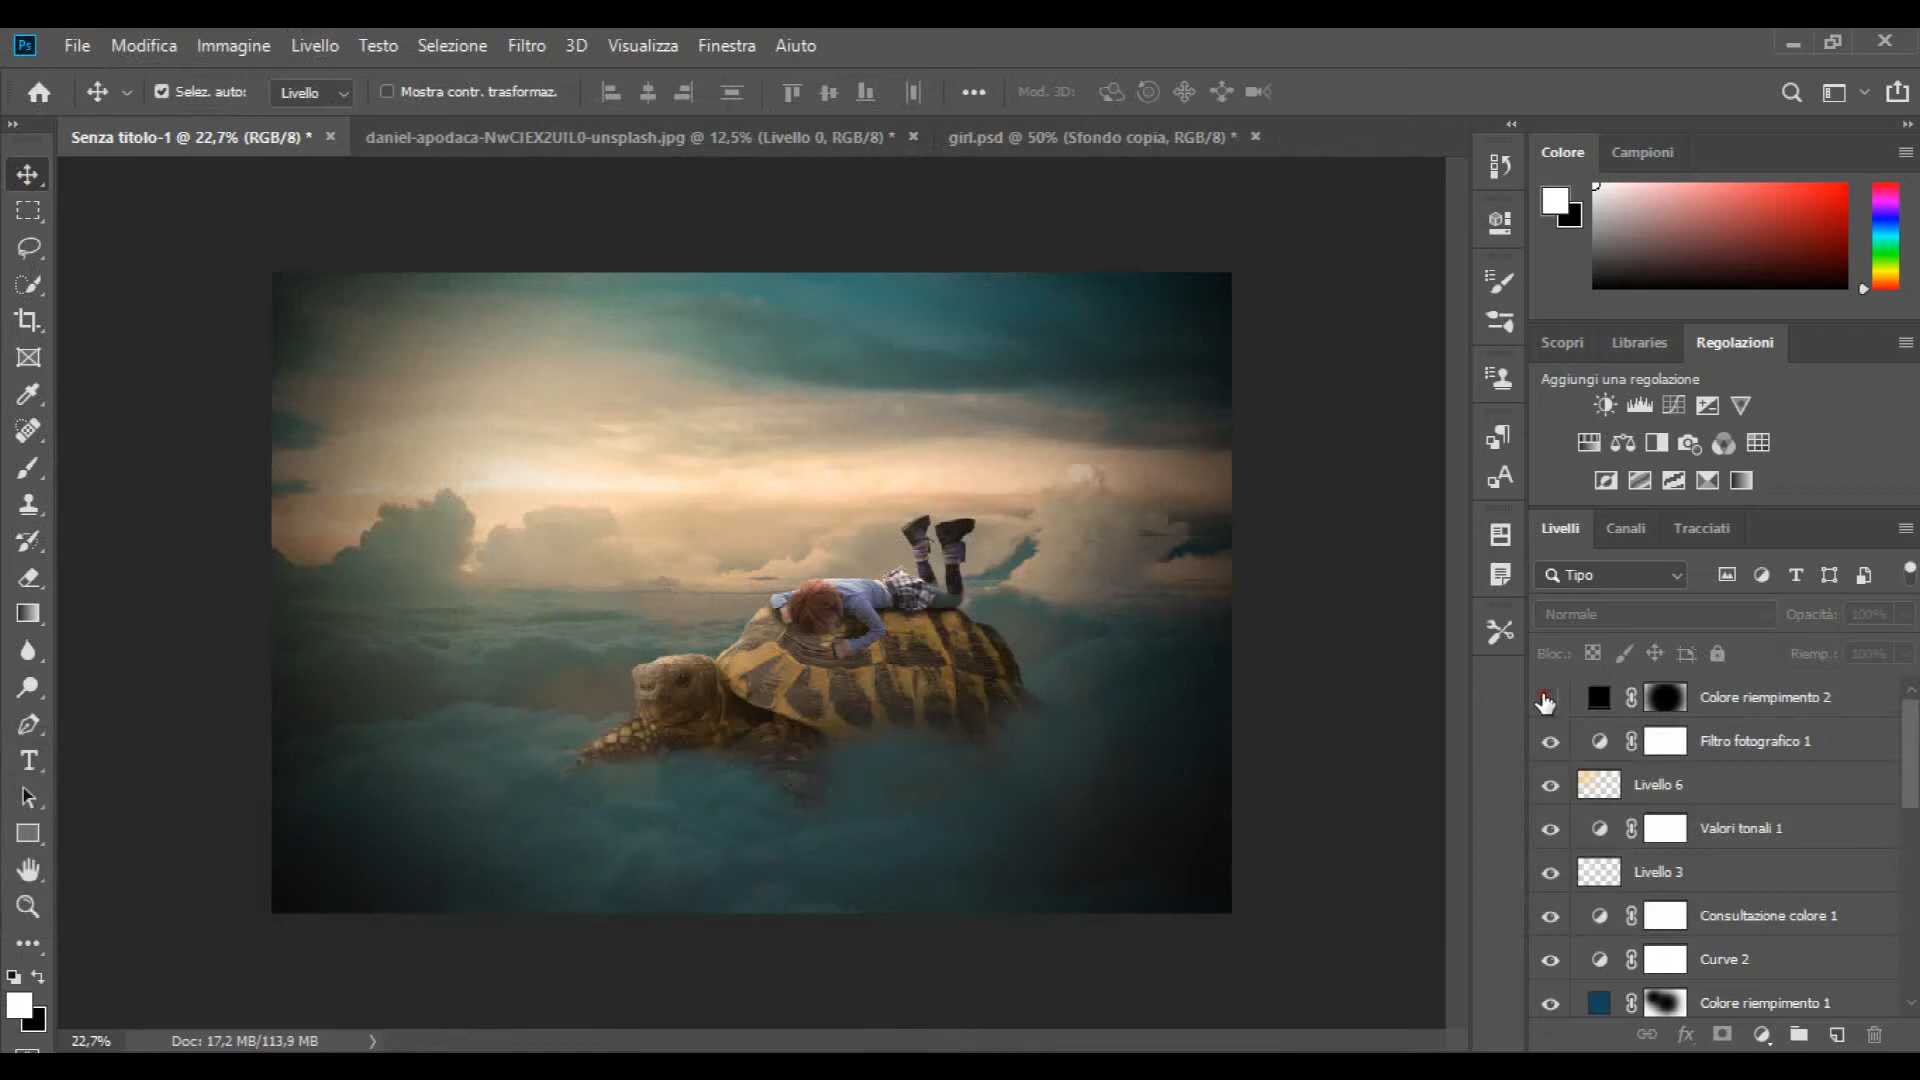 Ps File Modifica Immagine Livello Testo Selezione Filtro 3D Visualizza Finestra Aiuto
Selez. auto: Livello Mostra contr. trasformaz. Mod. 3D:
Senza titolo-1 @ 22,7% (RGB/8) * daniel-apodaca-NwCIEX2UIL0-unsplash.jpg @ 12,5% (Livello 0, RGB/8) * girl.psd @ 50% (Sfondo copia, RGB/8) *
Colore Campioni
Scopri Libraries Regolazioni
Aggiungi una regolazione
Livelli Canali Tracciati
Tipo
Normale Opacità: 100%
Bloc.: Riemp.: 100%
Colore riempimento 2
Filtro fotografico 1
Livello 6
Valori tonali 1
Livello 3
Consultazione colore 1
Curve 2
Colore riempimento 1
22,7% Doc: 17,2 MB/113,9 MB